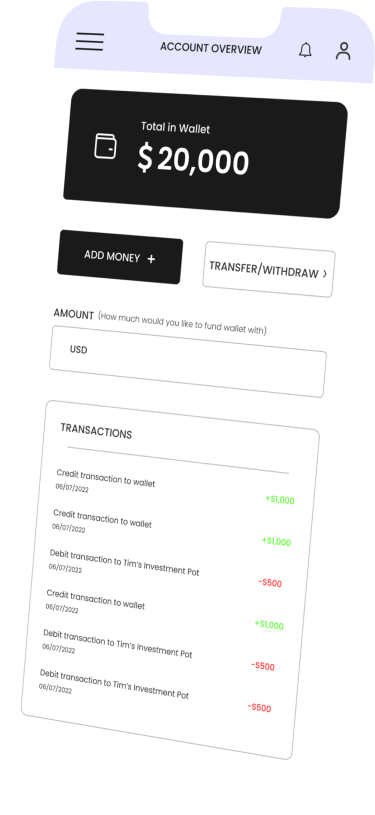 ACCOUNT OVERVIEW
Total in Wallet
$20,000
ADD MONEY +
TRANSFER/WITHDRAW >
AMOUNT (How much would you like to fund wallet with)
USD
TRANSACTIONS
Credit transaction to wallet
06/07/2022
+$1,000
Credit transaction to wallet
06/07/2022
+$1,000
Debit transaction to Tim's Investment Pot
06/07/2022
-$500
Credit transaction to wallet
06/07/2022
+$1,000
Debit transaction to Tim's Investment Pot
06/07/2022
-$500
Debit transaction to Tim's Investment Pot
06/07/2022
-$500